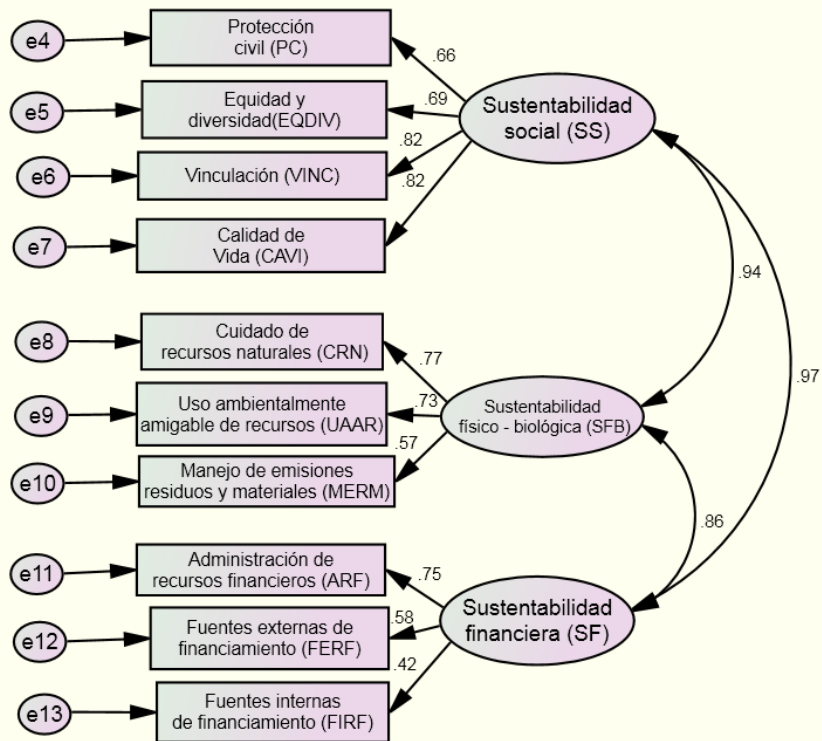 e4
Protección
civil (PC)
.66
e5
Equidad y
diversidad(EQDIV)
.69
Sustentabilidad
social (SS)
e6
Vinculación (VINC)
.82
e7
Calidad de
Vida (CAVI)
.82
.94
.97
e8
Cuidado de
recursos naturales (CRN)
.77
e9
Uso ambientalmente
amigable de recursos (UAAR)
.73
Sustentabilidad
físico - biológica (SFB)
e10
Manejo de emisiones
residuos y materiales (MERM)
.57
.86
e11
Administración de
recursos financieros (ARF)
.75
e12
Fuentes externas de
financiamiento (FERF)
.58
Sustentabilidad
financiera (SF)
e13
Fuentes internas
de financiamiento (FIRF)
.42